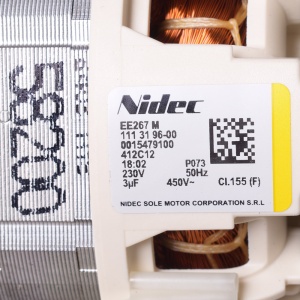 Nidec
EE267 M
111 31 96-00
0015479100
412C12
18:02 P073
230V 50Hz
3µF 450V~ Cl.155 (F)
NIDEC SOLE MOTOR CORPORATION S.R.L
00285